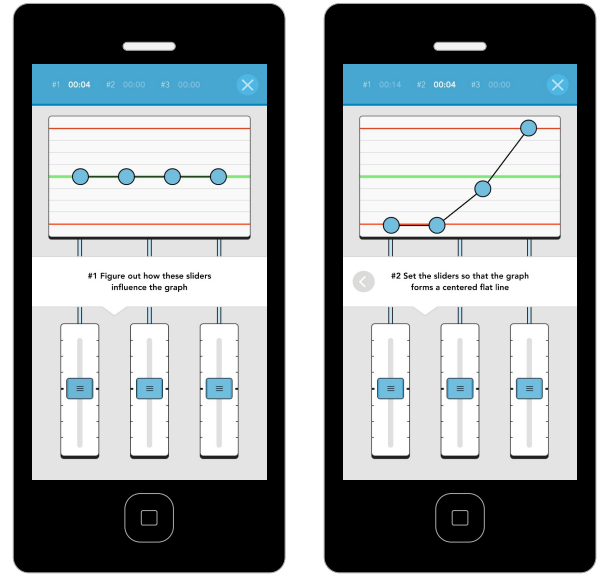 #1 00:04 #2 00:00 #3 00:00
#1 Figure out how these sliders
influence the graph
#1 00:14 #2 00:04 #3 00:00
#2 Set the sliders so that the graph
forms a centered flat line